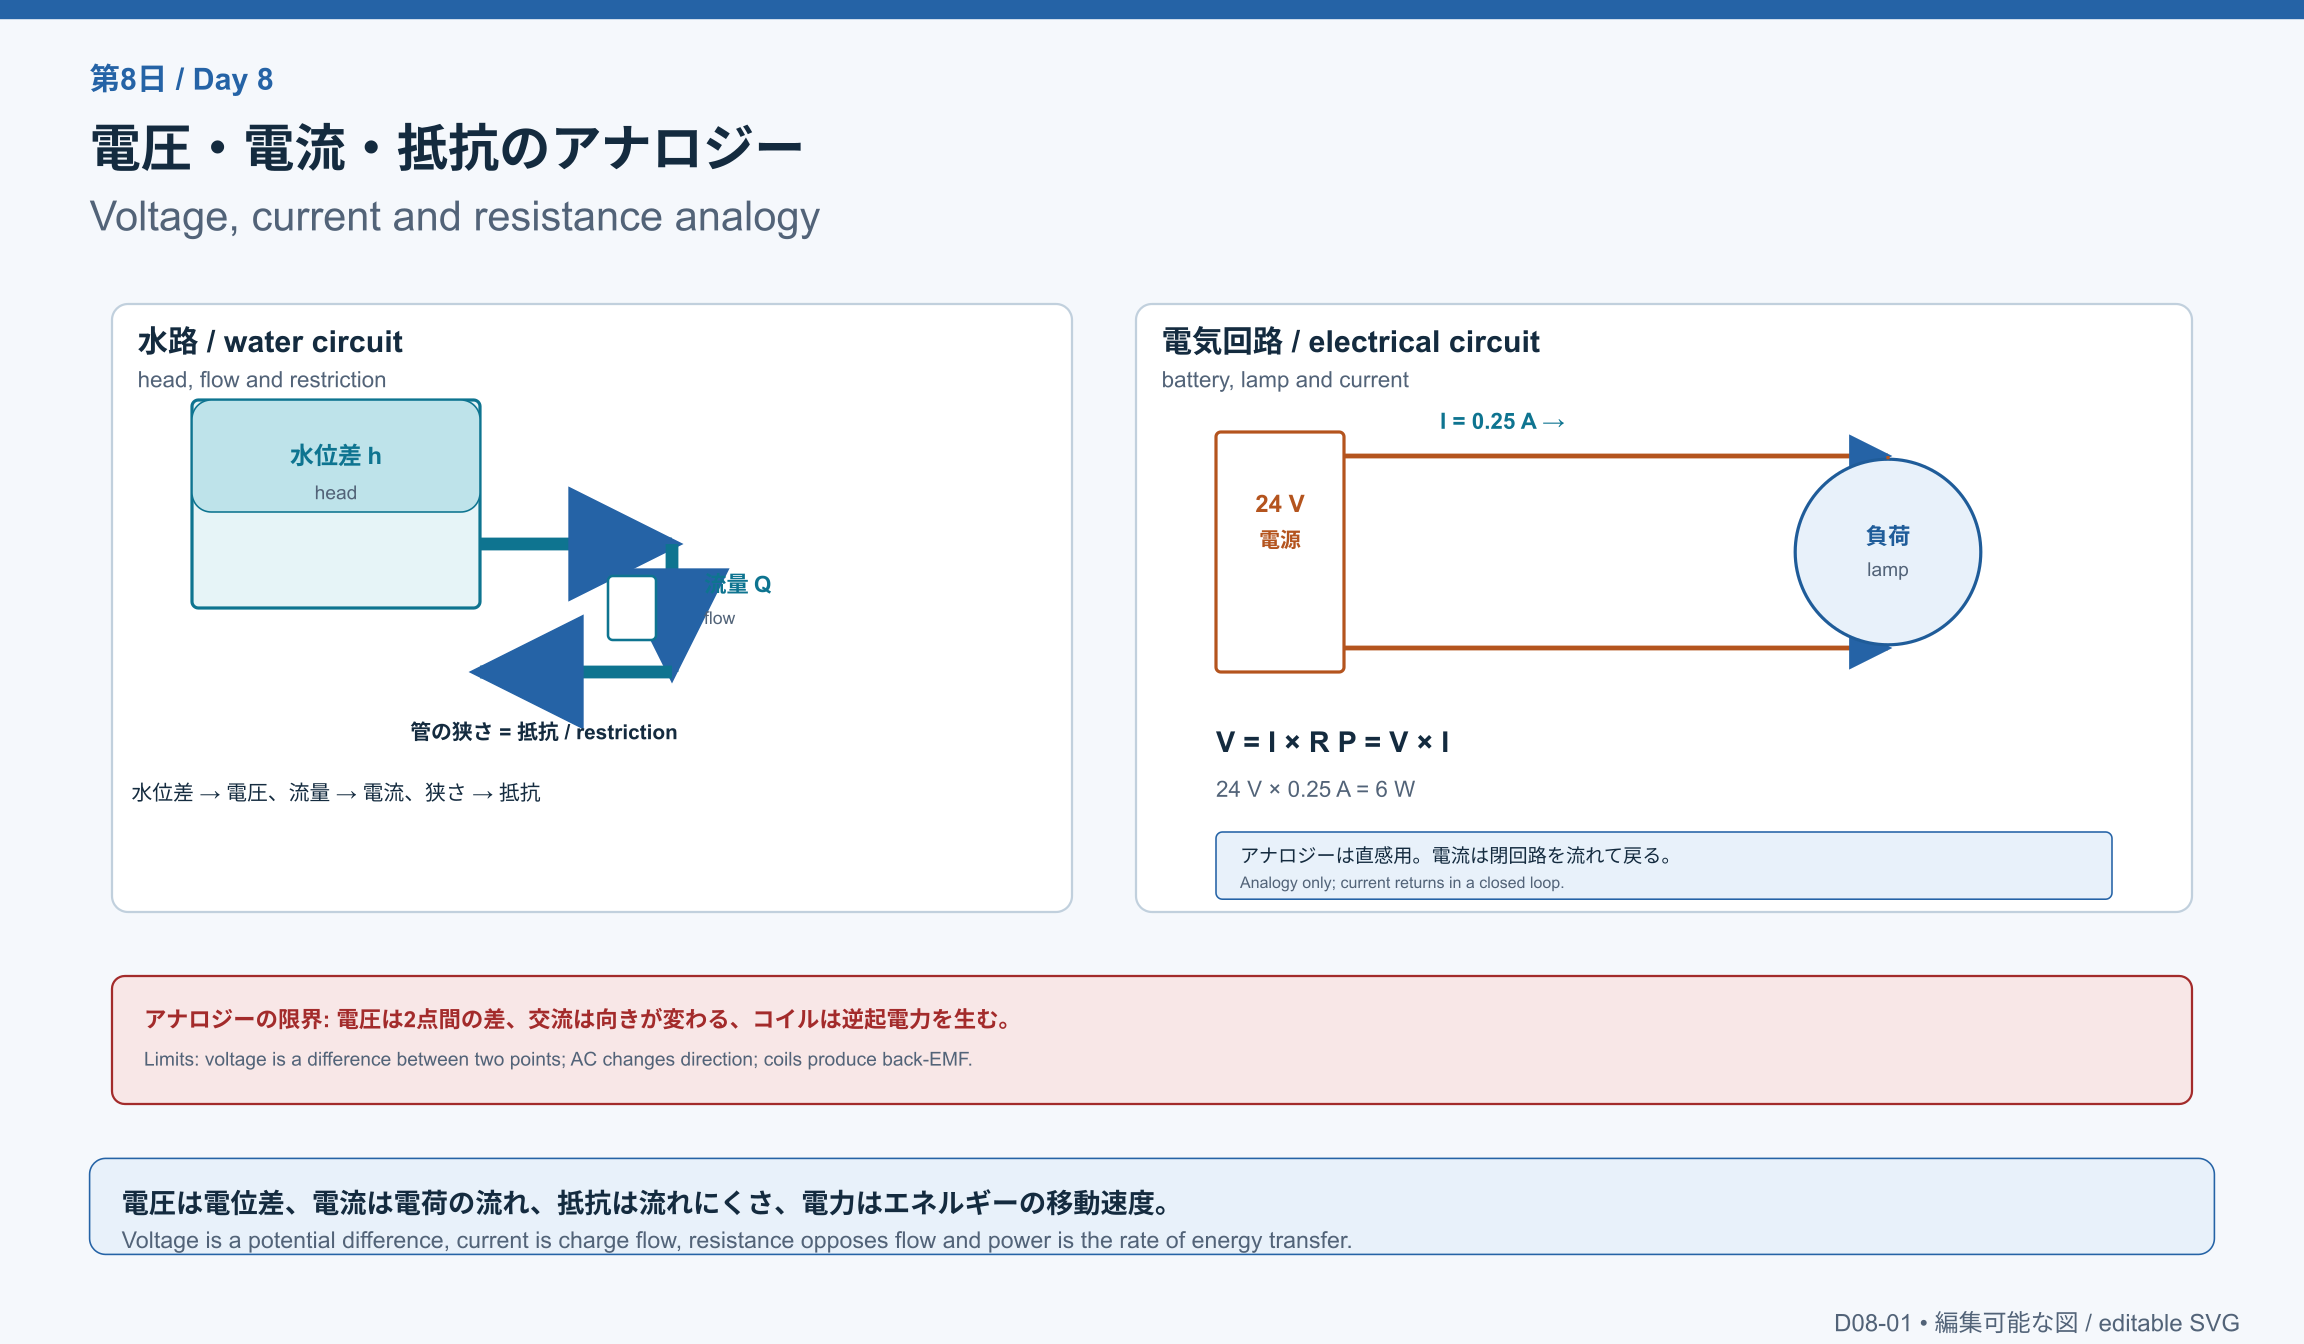 第8日 / Day 8
電圧・電流・抵抗のアナロジー
Voltage, current and resistance analogy
水路 / water circuit
head, flow and restriction
水位差 h
head
流量 Q
flow
管の狭さ = 抵抗 / restriction
水位差 → 電圧、流量 → 電流、狭さ → 抵抗
電気回路 / electrical circuit
battery, lamp and current
I = 0.25 A →
24 V
電源
負荷
lamp
V = I × R P = V × I
24 V × 0.25 A = 6 W
アナロジーは直感用。電流は閉回路を流れて戻る。
Analogy only; current returns in a closed loop.
アナロジーの限界: 電圧は2点間の差、交流は向きが変わる、コイルは逆起電力を生む。
Limits: voltage is a difference between two points; AC changes direction; coils produce back-EMF.
電圧は電位差、電流は電荷の流れ、抵抗は流れにくさ、電力はエネルギーの移動速度。
Voltage is a potential difference, current is charge flow, resistance opposes flow and power is the rate of energy transfer.
D08-01 • 編集可能な図 / editable SVG